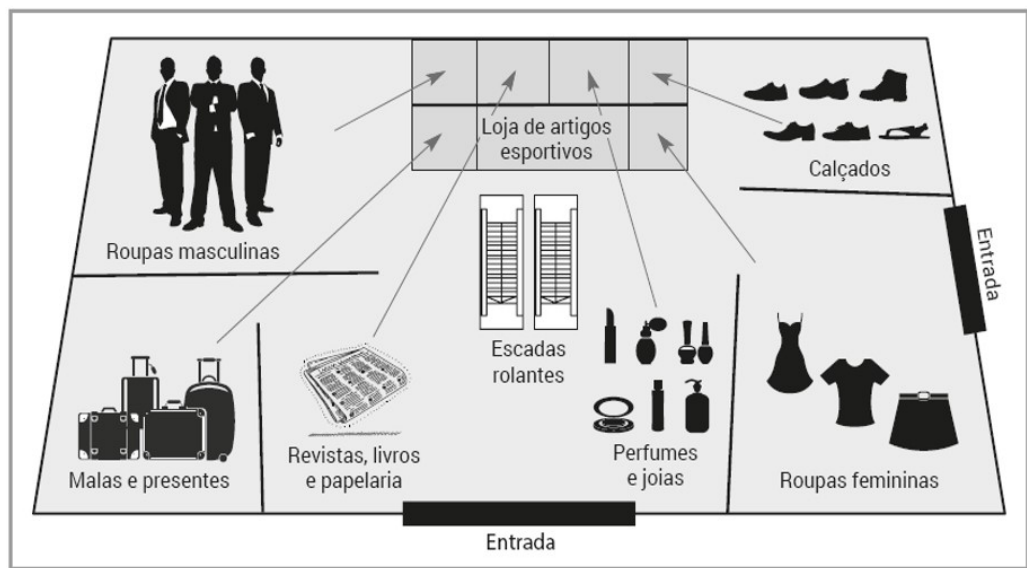 Loja de artigos
esportivos
Calçados
Roupas masculinas
Entrada
Escadas
rolantes
Malas e presentes
Revistas, livros
e papelaria
Perfumes
e joias
Roupas femininas
Entrada